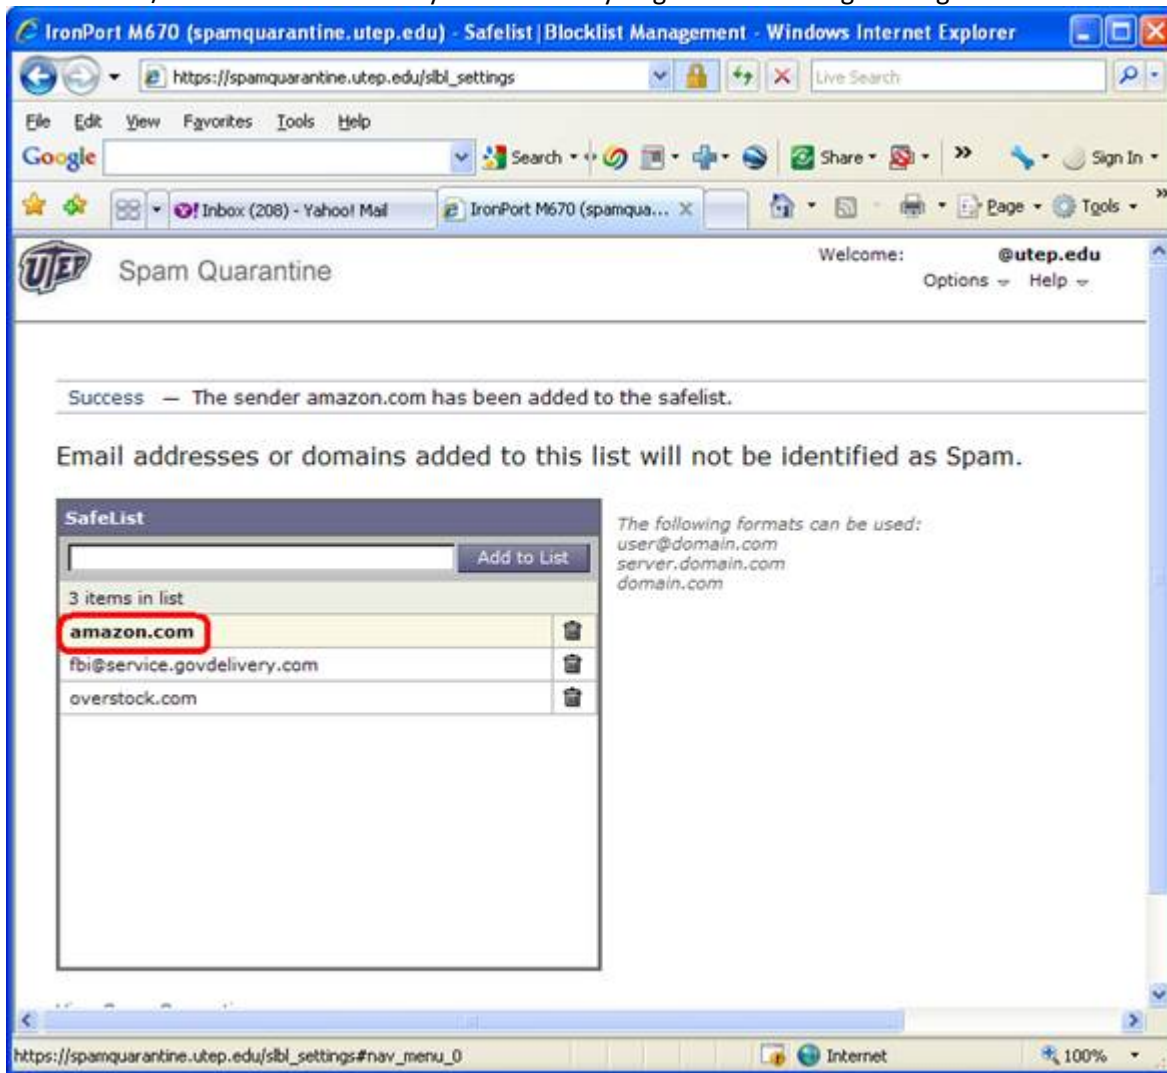 IronPort M670 (spamquarantine.utep.edu) - Safelist|Blocklist Management - Windows Internet Explorer
https://spamquarantine.utep.edu/slbl_settings Live Search
File Edit View Favorites Tools Help
Google Search Share » Sign In
Inbox (208) - Yahoo! Mail IronPort M670 (spamqua... Page Tools »
UTEP Spam Quarantine Welcome: @utep.edu
Options Help
Success — The sender amazon.com has been added to the safelist.
Email addresses or domains added to this list will not be identified as Spam.
SafeList
Add to List
3 items in list
amazon.com
fbi@service.govdelivery.com
overstock.com
The following formats can be used:
user@domain.com
server.domain.com
domain.com
https://spamquarantine.utep.edu/slbl_settings#nav_menu_0 Internet 100%